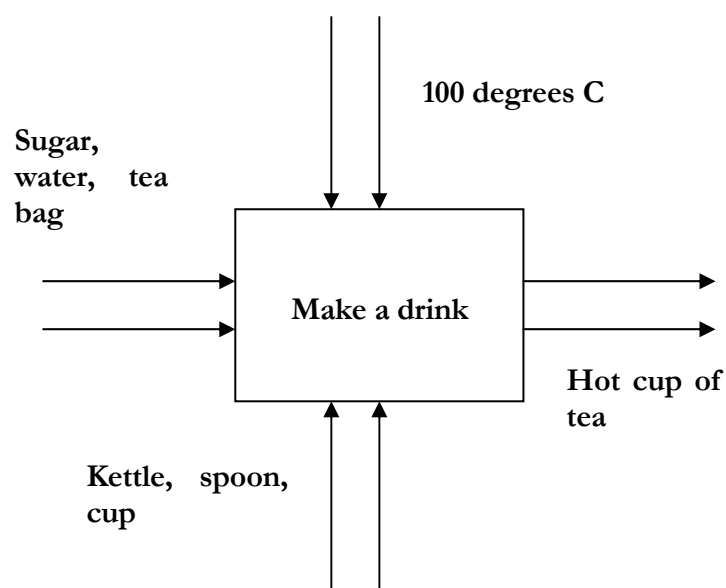 100 degrees C
Sugar,
water, tea
bag
Make a drink
Hot cup of
tea
Kettle, spoon,
cup